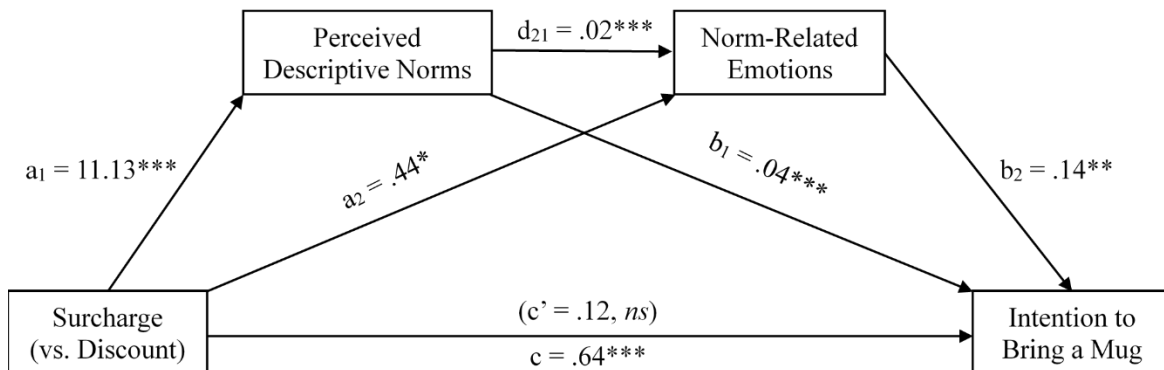 Perceived
Descriptive Norms
d₂₁ = .02***
Norm-Related
Emotions
a₁ = 11.13***
a₂ = .44*
b₁ = .04***
b₂ = .14**
Surcharge
(vs. Discount)
(c’ = .12, ns)
c = .64***
Intention to
Bring a Mug